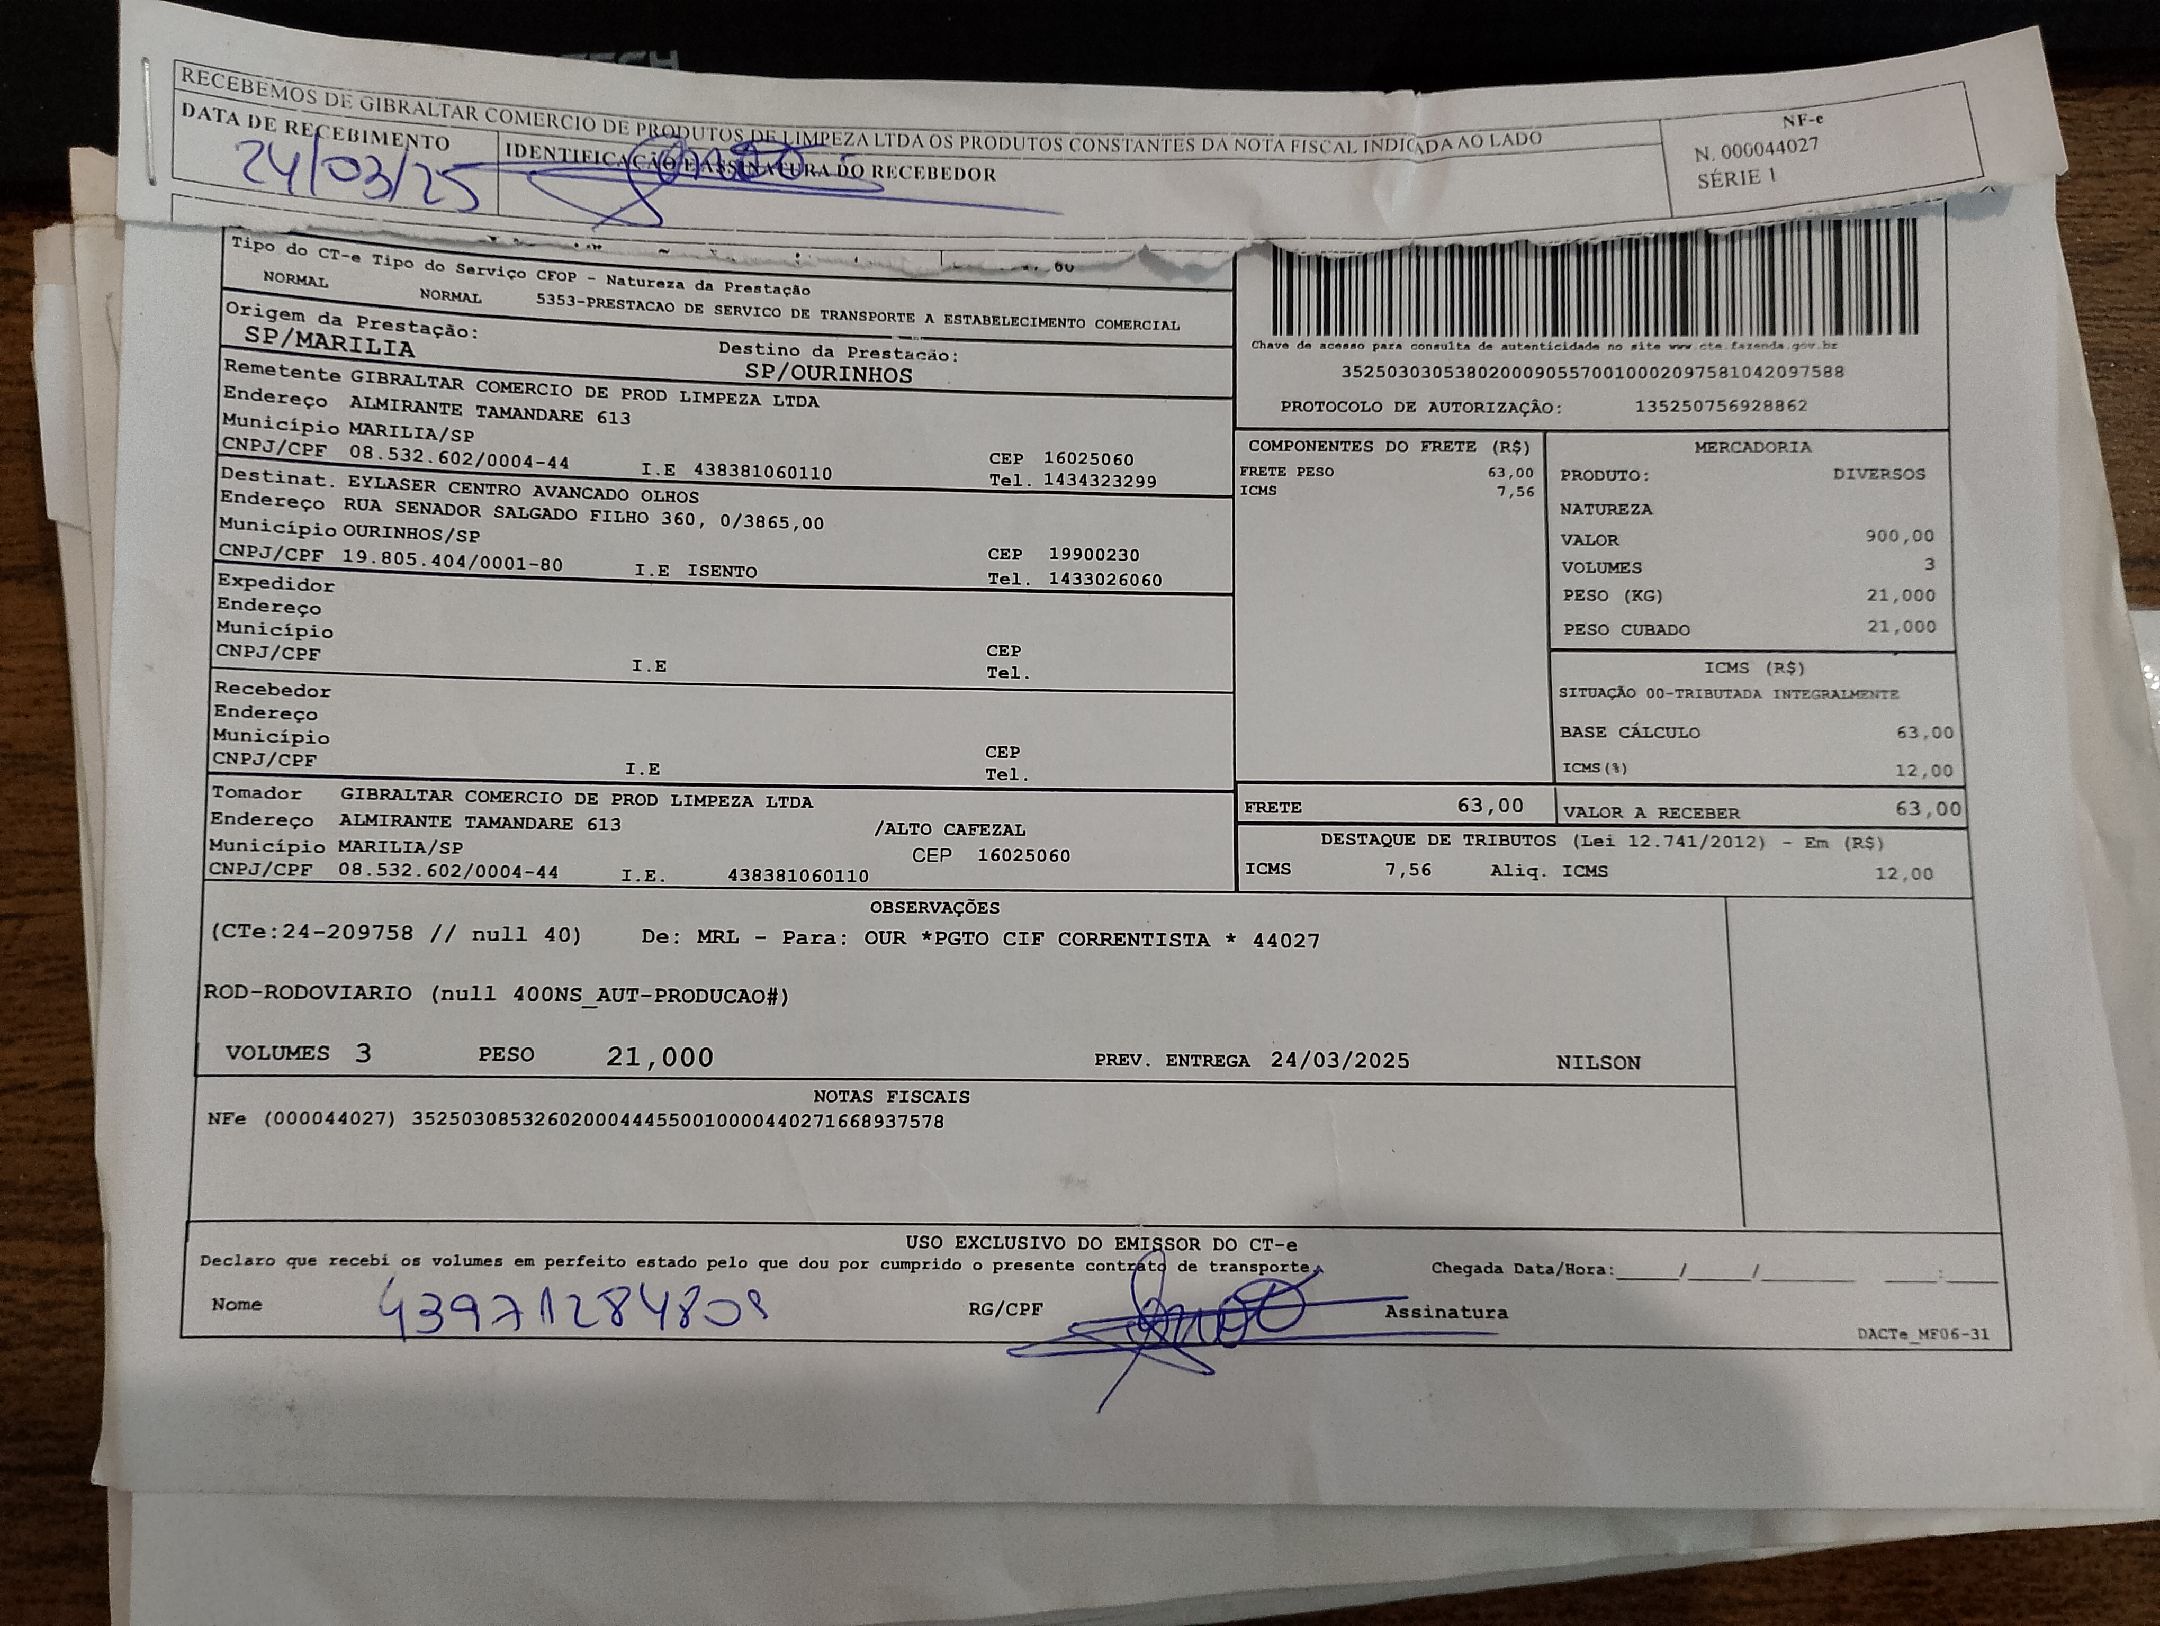 RECEBEMOS DE GIBRALTAR COMERCIO DE PRODUTOS DE LIMPEZA LTDA OS PRODUTOS CONSTANTES DA NOTA FISCAL INDICADA AO LADO
DATA DE RECEBIMENTO
24/03/25
IDENTIFICAÇÃO E ASSINATURA DO RECEBEDOR
NF-e
N. 000044027
SÉRIE 1
Tipo do CT-e Tipo do Serviço CFOP - Natureza da Prestação
NORMAL NORMAL 5353-PRESTACAO DE SERVICO DE TRANSPORTE A ESTABELECIMENTO COMERCIAL
Origem da Prestação:
SP/MARILIA
Destino da Prestacão:
SP/OURINHOS
Remetente GIBRALTAR COMERCIO DE PROD LIMPEZA LTDA
Endereço ALMIRANTE TAMANDARE 613
Município MARILIA/SP
CEP 16025060
CNPJ/CPF 08.532.602/0004-44 I.E 438381060110 Tel. 1434323299
Destinat. EYLASER CENTRO AVANCADO OLHOS
Endereço RUA SENADOR SALGADO FILHO 360, 0/3865,00
Município OURINHOS/SP
CEP 19900230
CNPJ/CPF 19.805.404/0001-80 I.E ISENTO Tel. 1433026060
Expedidor
Endereço
Município
CEP
CNPJ/CPF I.E Tel.
Recebedor
Endereço
Município
CEP
CNPJ/CPF I.E Tel.
Tomador GIBRALTAR COMERCIO DE PROD LIMPEZA LTDA
Endereço ALMIRANTE TAMANDARE 613 /ALTO CAFEZAL
Município MARILIA/SP CEP 16025060
CNPJ/CPF 08.532.602/0004-44 I.E. 438381060110
Chave de acesso para consulta de autenticidade no site www.cte.fazenda.gov.br
35250303053802000905570010002097581042097588
PROTOCOLO DE AUTORIZAÇÃO: 135250756928862
COMPONENTES DO FRETE (R$)
FRETE PESO 63,00
ICMS 7,56
MERCADORIA
PRODUTO: DIVERSOS
NATUREZA
VALOR 900,00
VOLUMES 3
PESO (KG) 21,000
PESO CUBADO 21,000
ICMS (R$)
SITUAÇÃO 00-TRIBUTADA INTEGRALMENTE
BASE CÁLCULO 63,00
ICMS(%) 12,00
FRETE 63,00 VALOR A RECEBER 63,00
DESTAQUE DE TRIBUTOS (Lei 12.741/2012) - Em (R$)
ICMS 7,56 Aliq. ICMS 12,00
OBSERVAÇÕES
(CTe:24-209758 // null 40) De: MRL - Para: OUR *PGTO CIF CORRENTISTA * 44027
ROD-RODOVIARIO (null 400NS_AUT-PRODUCAO#)
VOLUMES 3 PESO 21,000 PREV. ENTREGA 24/03/2025 NILSON
NOTAS FISCAIS
NFe (000044027) 35250308532602000444550010000440271668937578
USO EXCLUSIVO DO EMISSOR DO CT-e
Declaro que recebi os volumes em perfeito estado pelo que dou por cumprido o presente contrato de transporte.
Chegada Data/Hora:_____/_____/________ ____:____
Nome 43971284808 RG/CPF Assinatura
DACTe_MF06-31